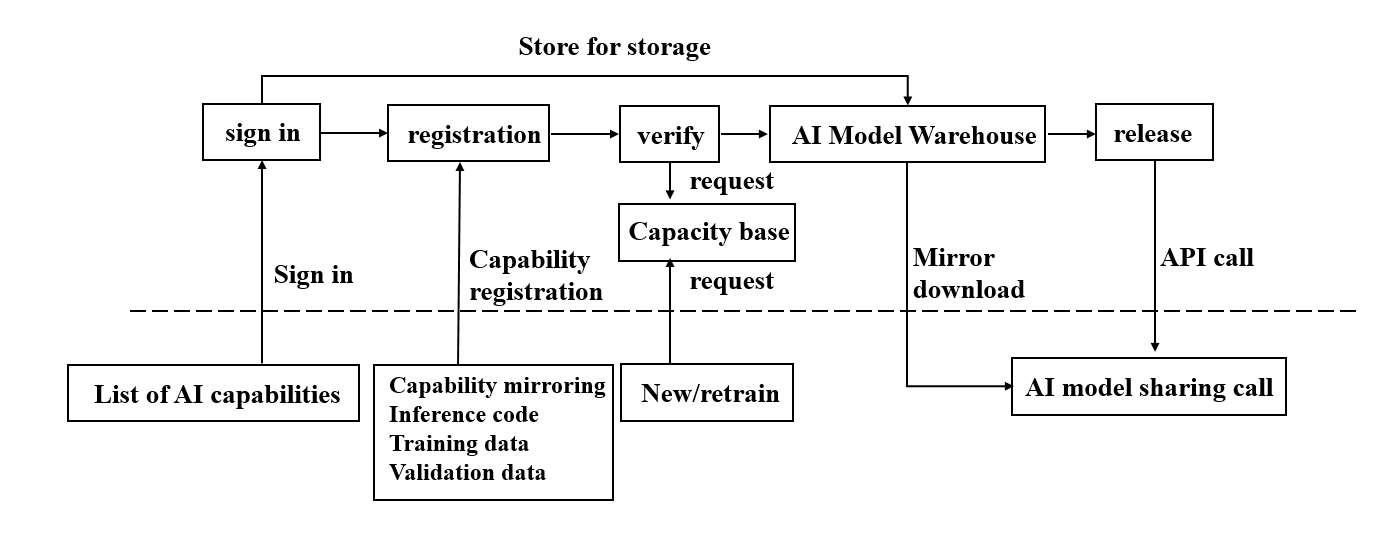 Store for storage
sign in
registration
verify
AI Model Warehouse
release
request
Capacity base
Sign in
Capability
registration
request
Mirror
download
API call
List of AI capabilities
Capability mirroring
Inference code
Training data
Validation data
New/retrain
AI model sharing call